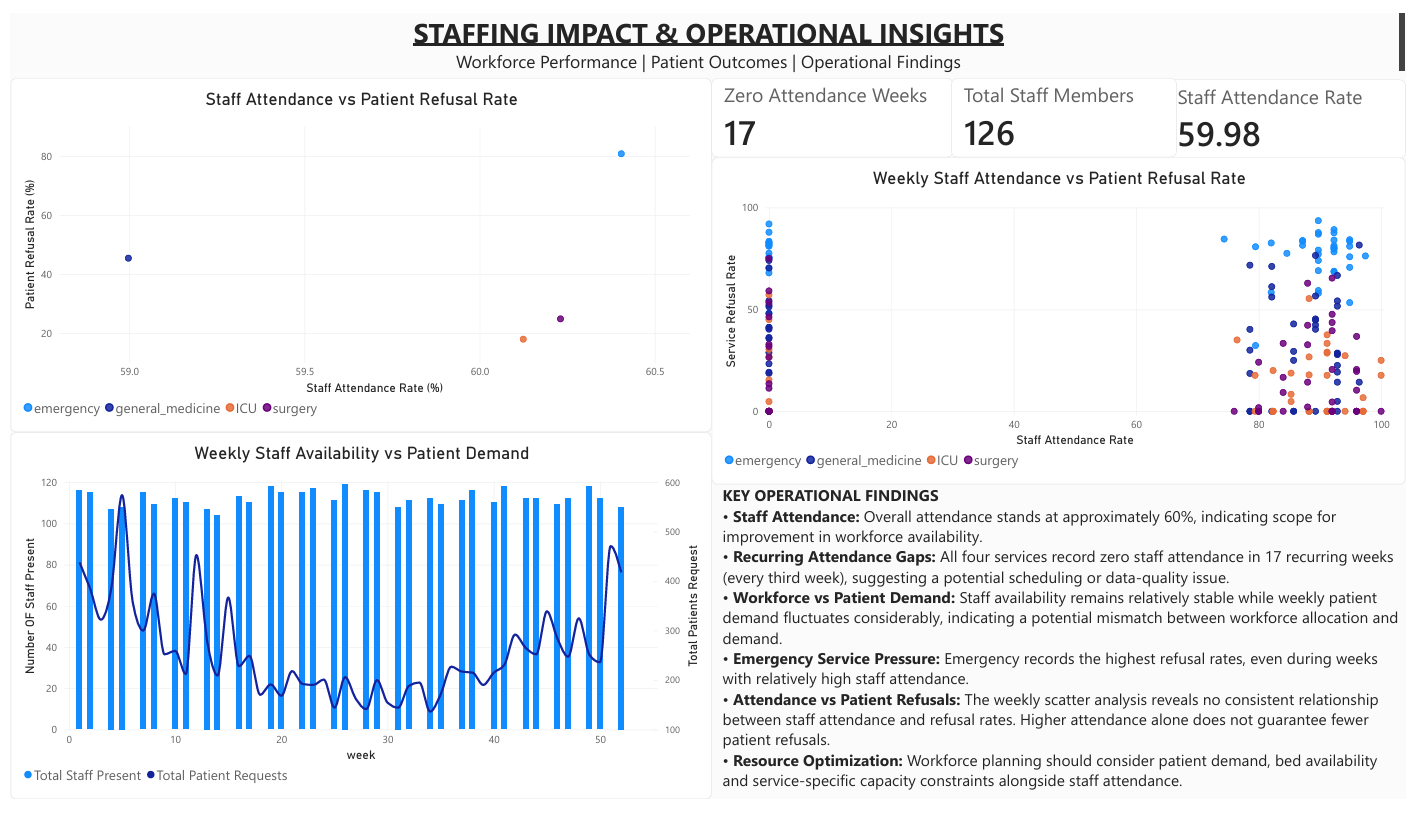 STAFFING IMPACT & OPERATIONAL INSIGHTS
Workforce Performance | Patient Outcomes | Operational Findings
Staff Attendance vs Patient Refusal Rate
80
60
40
20
Patient Refusal Rate (%)
59.0 59.5 60.0 60.5
Staff Attendance Rate (%)
emergency general_medicine ICU surgery
Zero Attendance Weeks
17
Total Staff Members
126
Staff Attendance Rate
59.98
Weekly Staff Attendance vs Patient Refusal Rate
100
50
0
Service Refusal Rate
0 20 40 60 80 100
Staff Attendance Rate
emergency general_medicine ICU surgery
Weekly Staff Availability vs Patient Demand
120
100
80
60
40
20
0
Number OF Staff Present
600
500
400
300
200
100
Total Patients Request
0 10 20 30 40 50
week
Total Staff Present Total Patient Requests
KEY OPERATIONAL FINDINGS
• Staff Attendance: Overall attendance stands at approximately 60%, indicating scope for
improvement in workforce availability.
• Recurring Attendance Gaps: All four services record zero staff attendance in 17 recurring weeks
(every third week), suggesting a potential scheduling or data-quality issue.
• Workforce vs Patient Demand: Staff availability remains relatively stable while weekly patient
demand fluctuates considerably, indicating a potential mismatch between workforce allocation and
demand.
• Emergency Service Pressure: Emergency records the highest refusal rates, even during weeks
with relatively high staff attendance.
• Attendance vs Patient Refusals: The weekly scatter analysis reveals no consistent relationship
between staff attendance and refusal rates. Higher attendance alone does not guarantee fewer
patient refusals.
• Resource Optimization: Workforce planning should consider patient demand, bed availability
and service-specific capacity constraints alongside staff attendance.